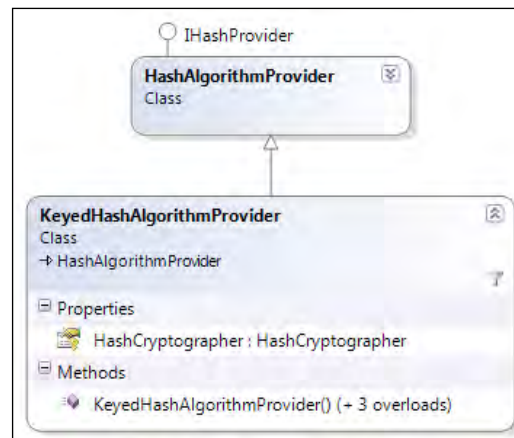 IHashProvider
HashAlgorithmProvider
Class
KeyedHashAlgorithmProvider
Class
HashAlgorithmProvider
Properties
HashCryptographer : HashCryptographer
Methods
KeyedHashAlgorithmProvider() (+ 3 overloads)